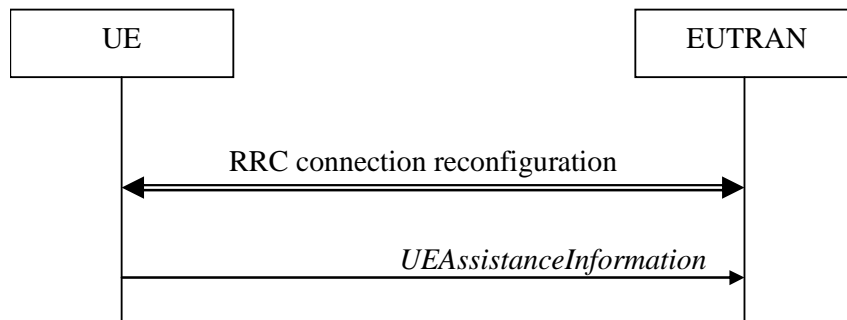 UE
EUTRAN
RRC connection reconfiguration
UEAssistanceInformation